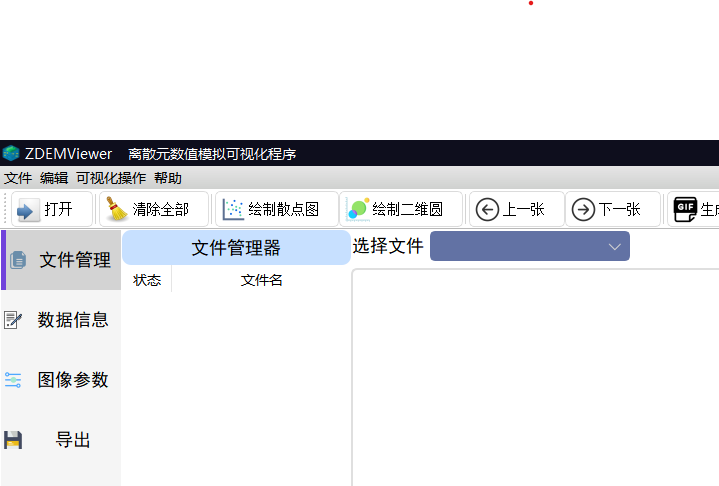 ZDEMViewer 离散元数值模拟可视化程序
文件 编辑 可视化操作 帮助
打开 清除全部 绘制散点图 绘制二维圆 上一张 下一张 GIF 生成
文件管理 文件管理器 选择文件
状态 文件名
数据信息
图像参数
导出